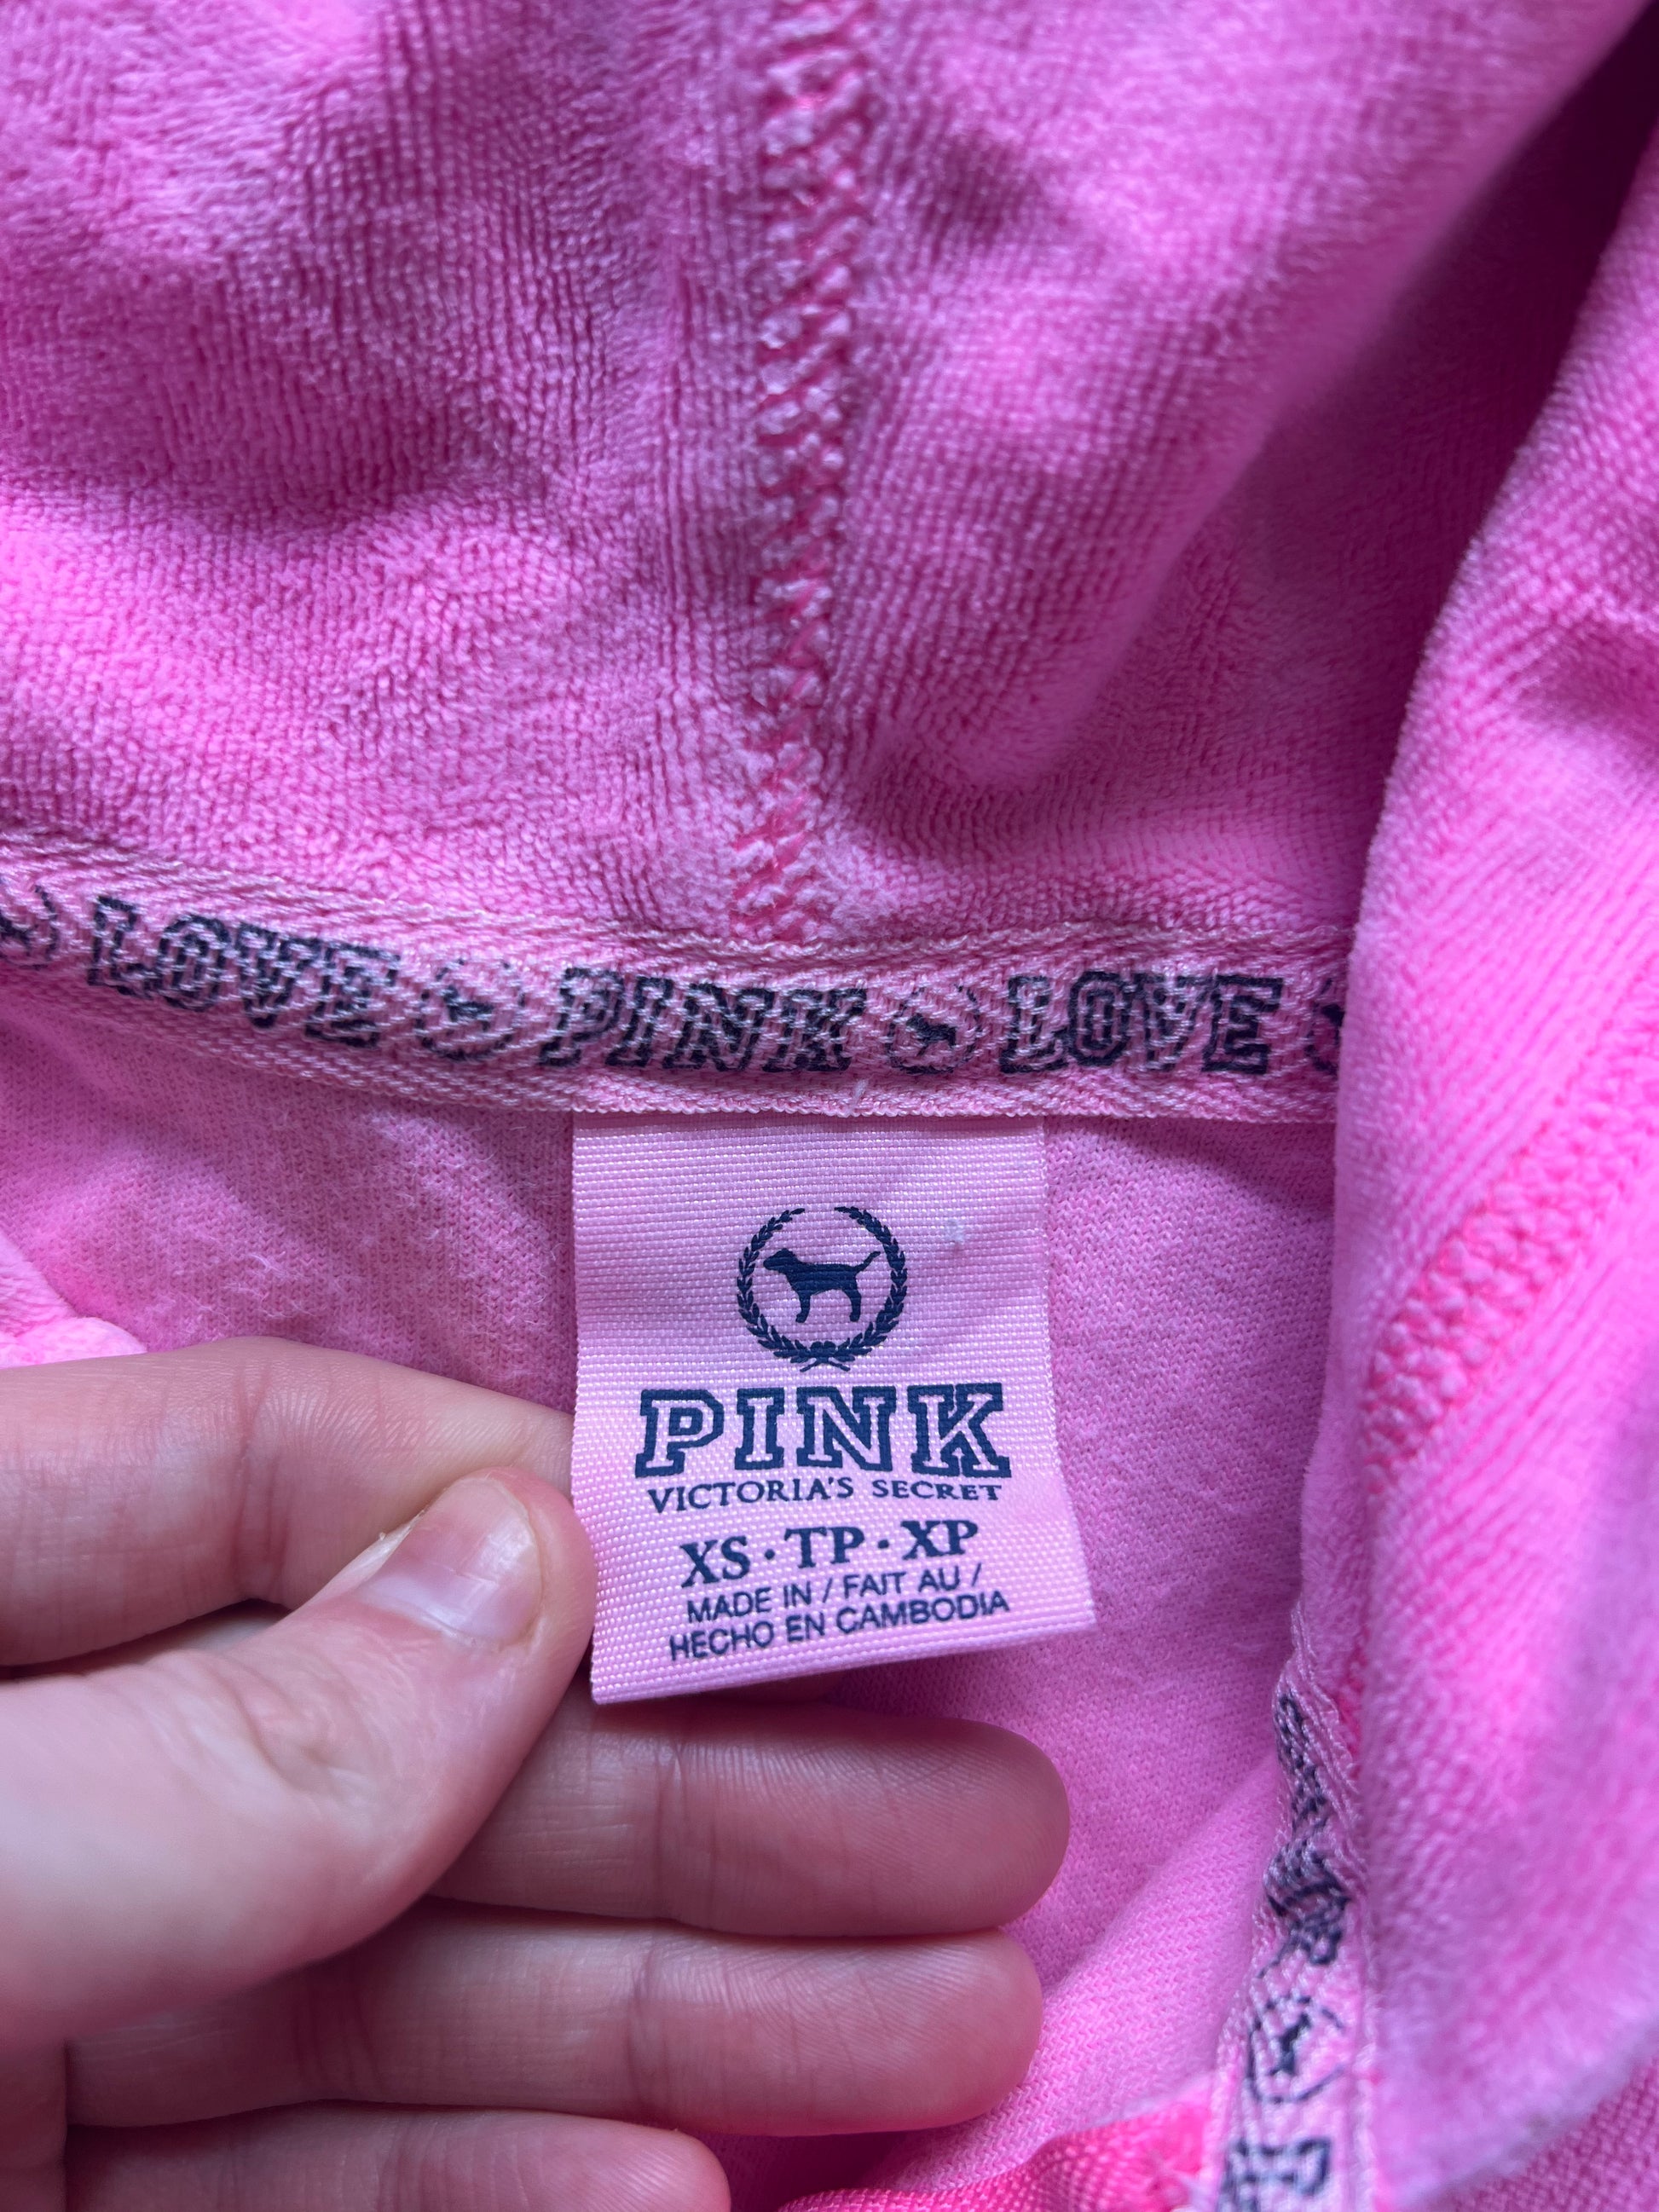 LOVE PINK LOVE
PINK
VICTORIA'S SECRET
XS · TP · XP
MADE IN / FAIT AU /
HECHO EN CAMBODIA